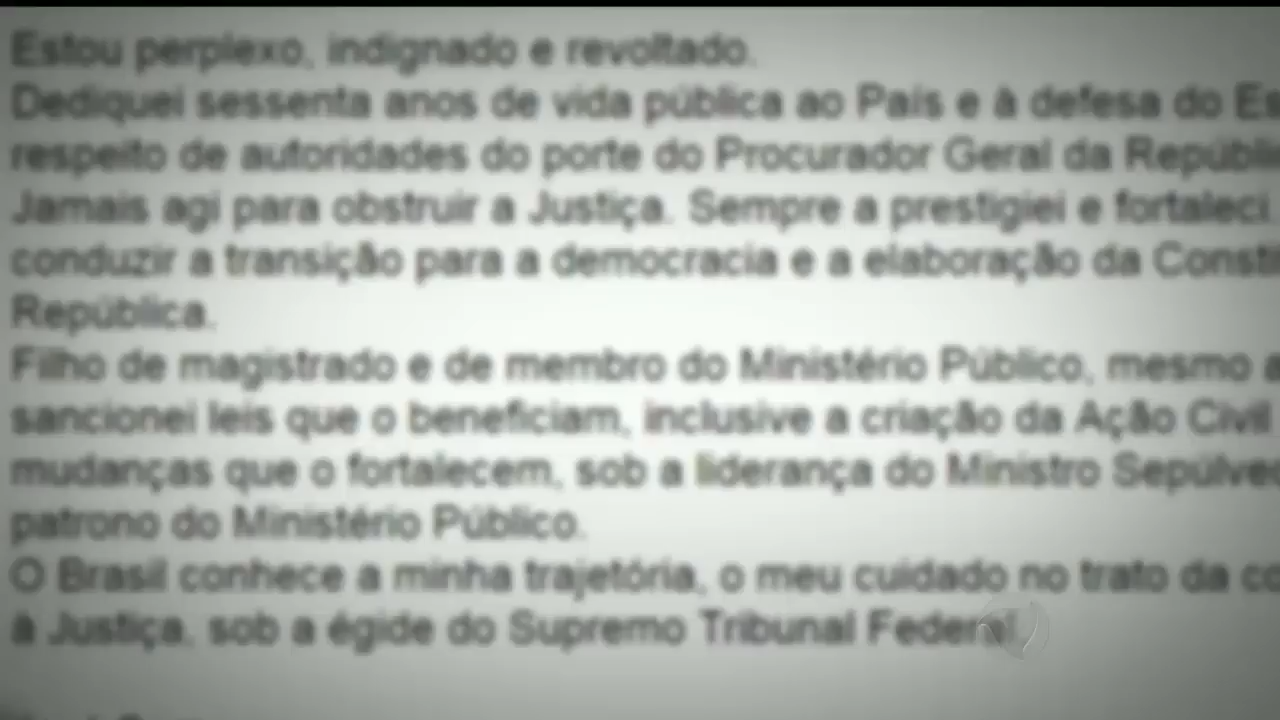 Estou perplexo, indignado e revoltado.
Dediquei sessenta anos de vida pública ao País e à defesa do
respeito de autoridades do porte do Procurador Geral da
Jamais agi para obstruir a Justiça. Sempre a prestigiei e fortaleci
conduzir a transição para a democracia e a elaboração da
República.
Filho de magistrado e de membro do Ministério Público, mesmo
sancionei leis que o beneficiam, inclusive a criação da Ação Civil
mudanças que o fortalecem, sob a liderança do Ministro
patrono do Ministério Público.
O Brasil conhece a minha trajetória, o meu cuidado no trato da
à Justiça, sob a égide do Supremo Tribunal Federal.